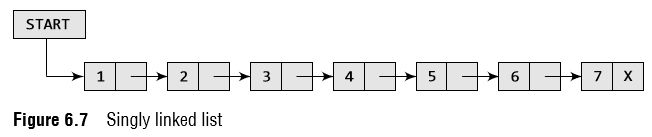 START
1 2 3 4 5 6 7 X
Figure 6.7 Singly linked list